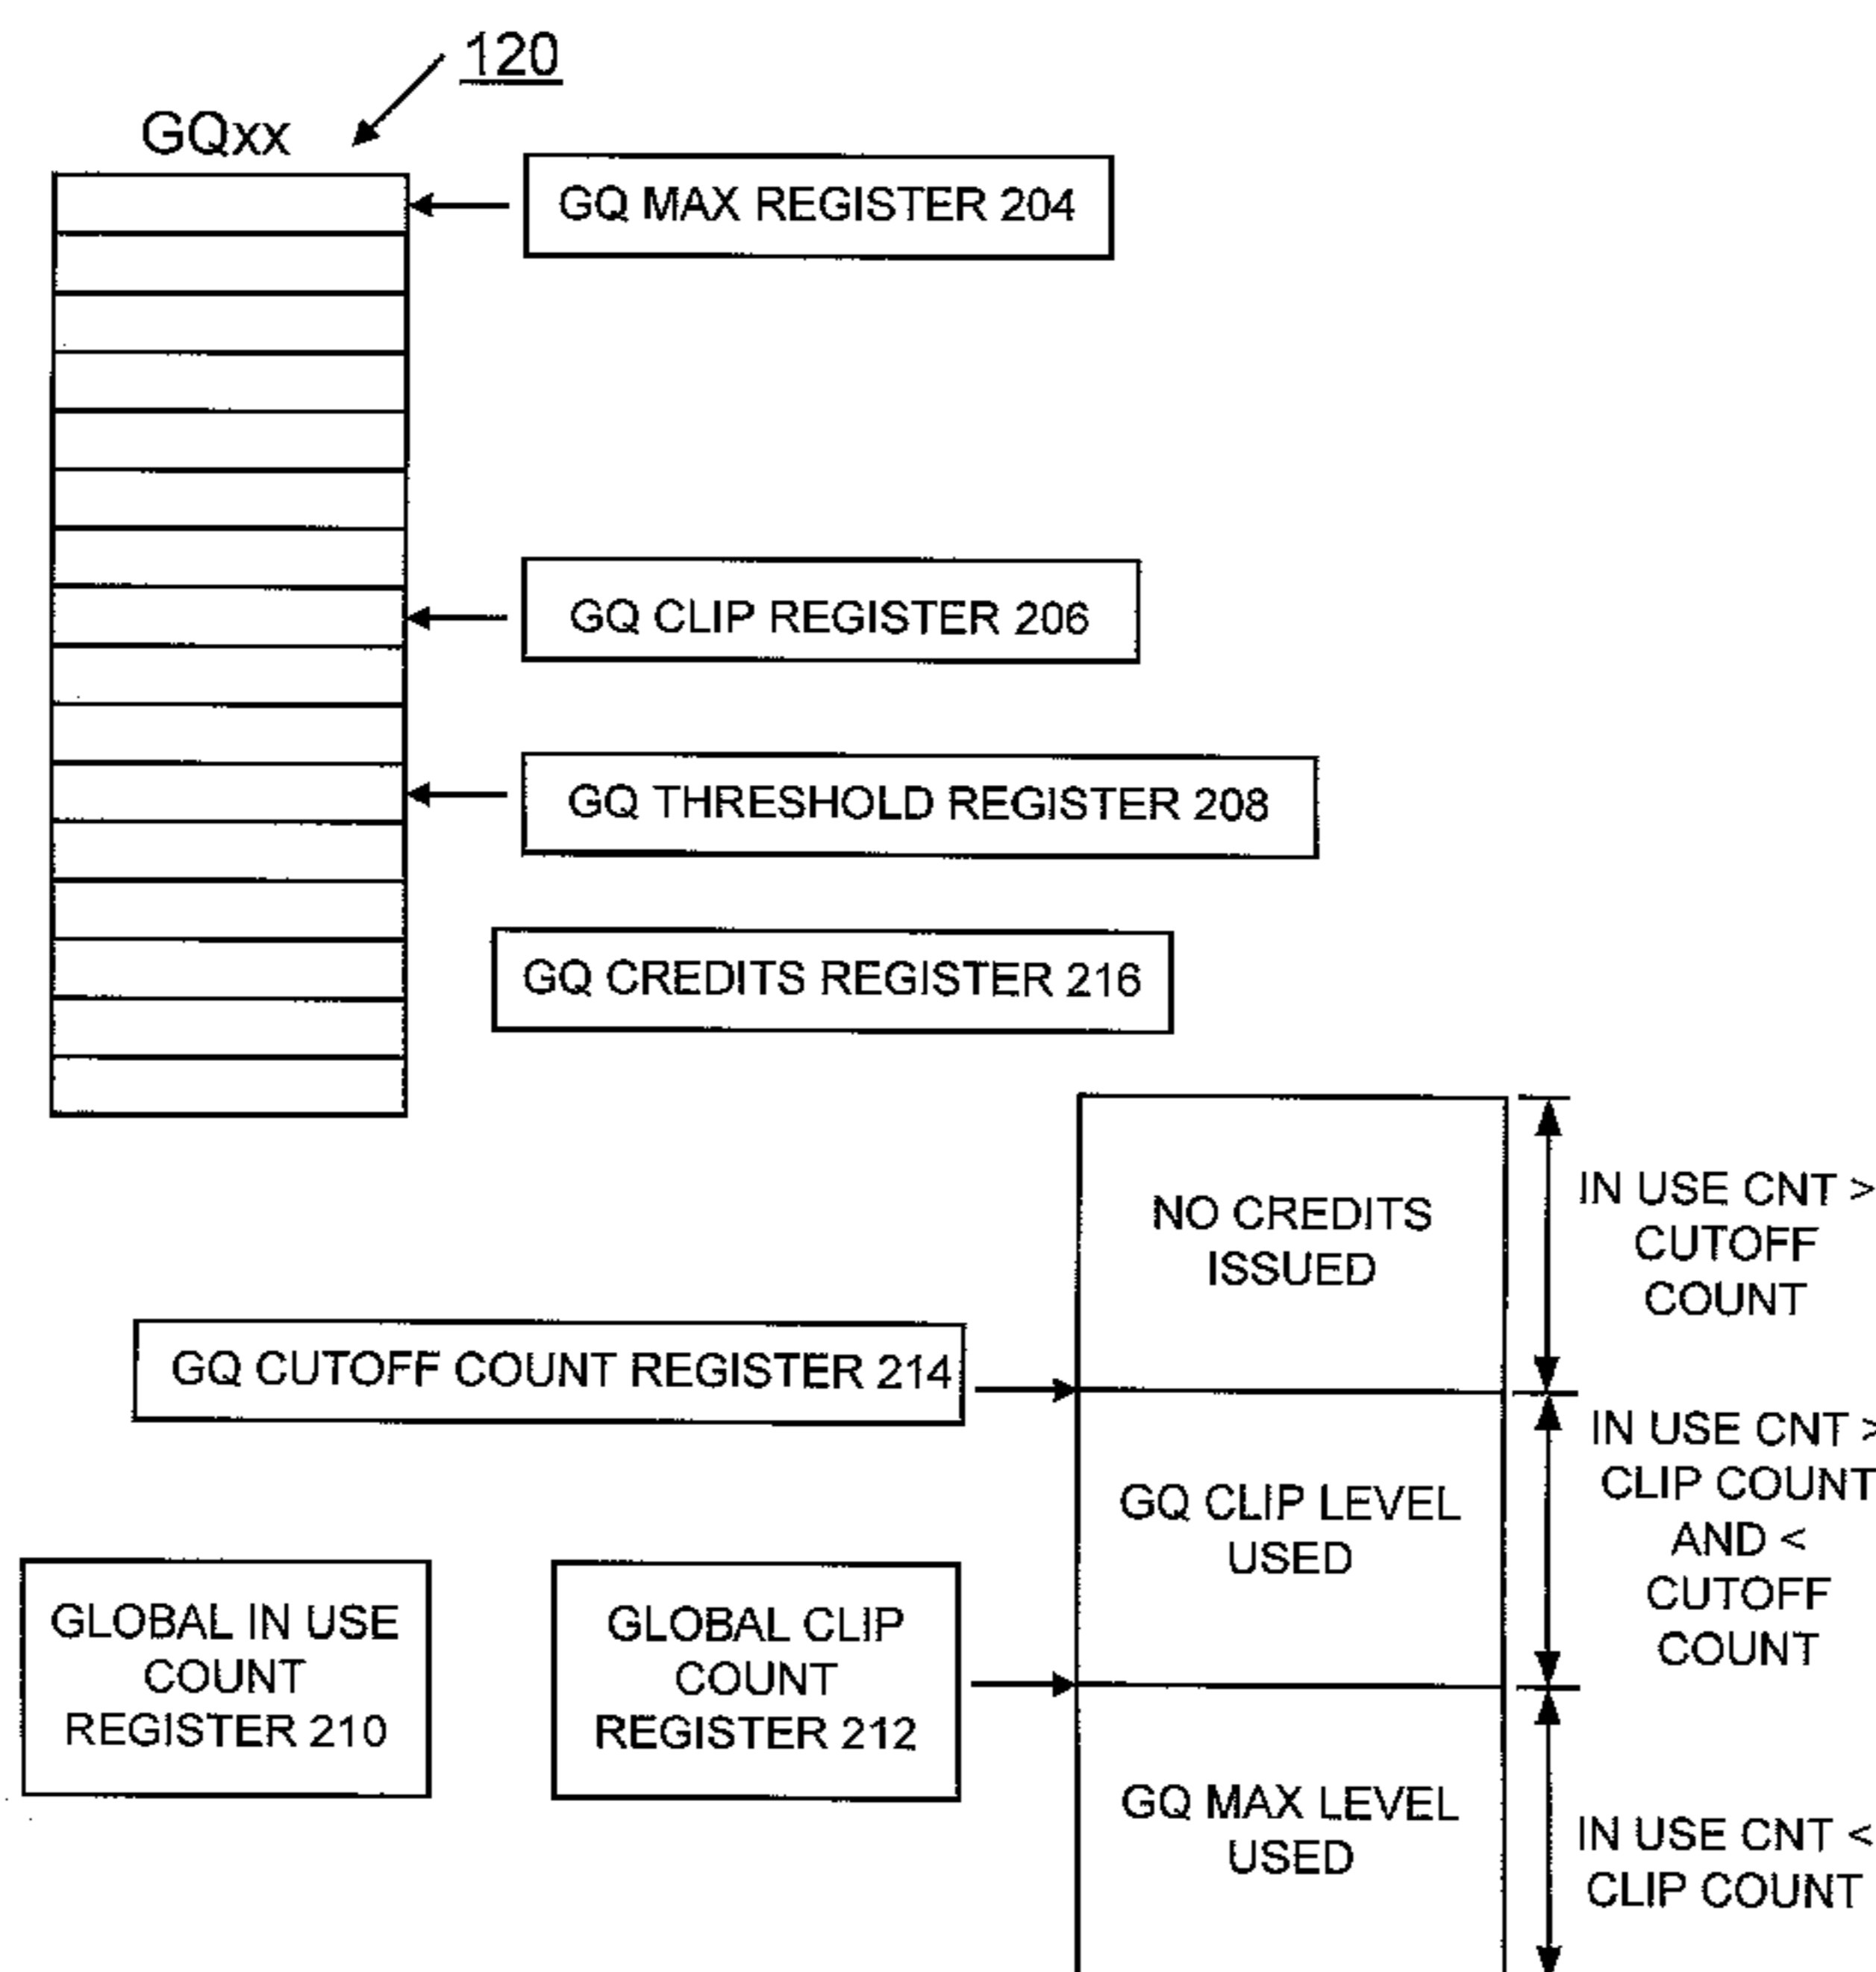 120
GQxx
GQ MAX REGISTER 204
GQ CLIP REGISTER 206
GQ THRESHOLD REGISTER 208
GQ CREDITS REGISTER 216
NO CREDITS
ISSUED
IN USE CNT >
CUTOFF
COUNT
GQ CUTOFF COUNT REGISTER 214
GQ CLIP LEVEL
USED
IN USE CNT >
CLIP COUNT
AND <
CUTOFF
COUNT
GLOBAL IN USE
COUNT
REGISTER 210
GLOBAL CLIP
COUNT
REGISTER 212
GQ MAX LEVEL
USED
IN USE CNT <
CLIP COUNT